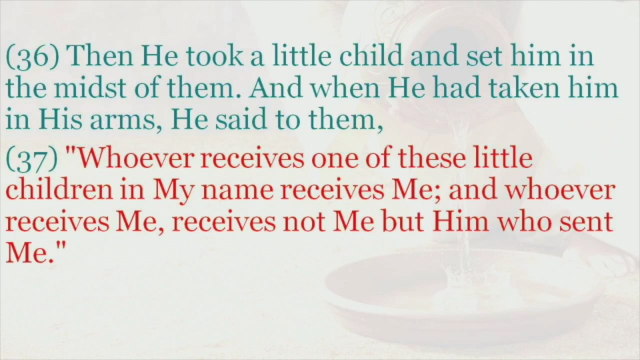 (36) Then He took a little child and set him in
the midst of them. And when He had taken him
in His arms, He said to them,
(37) "Whoever receives one of these little
children in My name receives Me; and whoever
receives Me, receives not Me but Him who sent
Me."